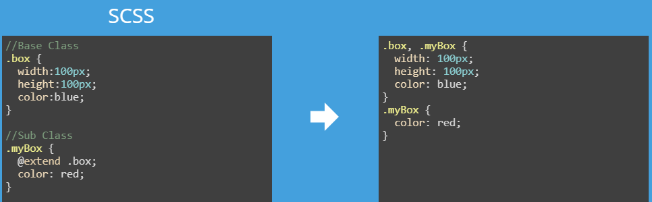 SCSS
//Base Class
.box {
  width:100px;
  height:100px;
  color:blue;
}

//Sub Class
.myBox {
  @extend .box;
  color: red;
}
.box, .myBox {
  width: 100px;
  height: 100px;
  color: blue;
}
.myBox {
  color: red;
}